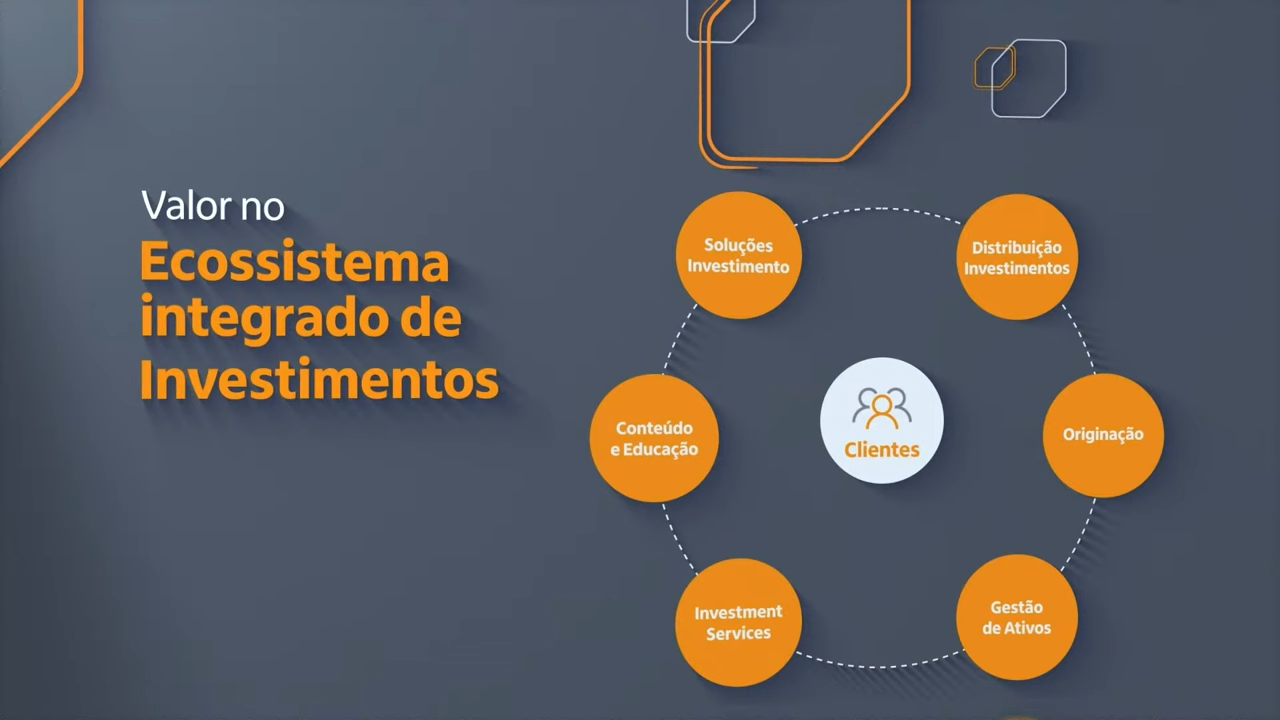 Valor no
Ecossistema
integrado de
Investimentos
Soluções
Investimento
Distribuição
Investimentos
Conteúdo
e Educação
Clientes
Originação
Investment
Services
Gestão
de Ativos